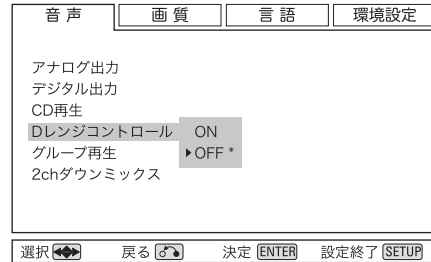 音声 画質 言語 環境設定
アナログ出力
デジタル出力
CD再生
Dレンジコントロール ON
グループ再生 ▶OFF *
2chダウンミックス
選択 戻る 決定 ENTER 設定終了 SETUP